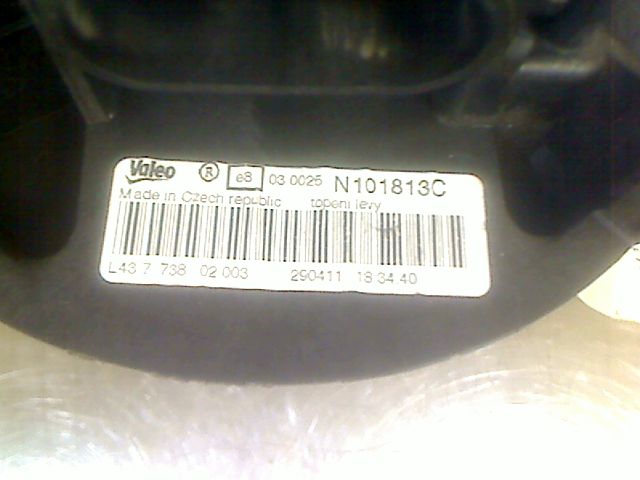 Valeo ® e8 03 0025 N101813C
Made in Czech republic topeni levy
L43 7 738 02 003 290411 18 34 40